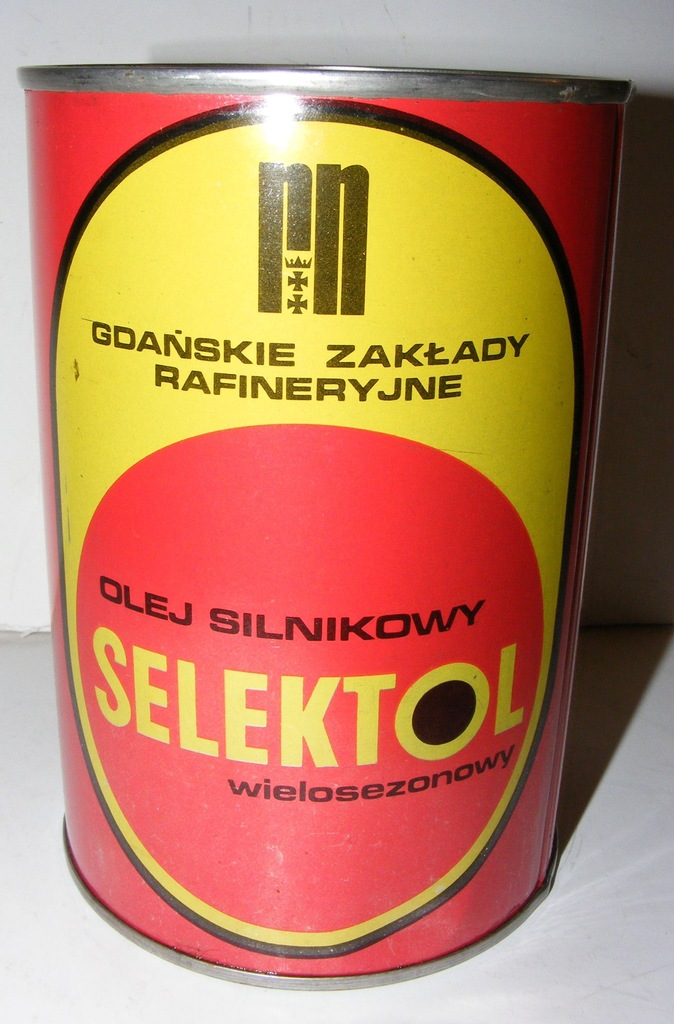 GDAŃSKIE ZAKŁADY
RAFINERYJNE
OLEJ SILNIKOWY
SELEKTOL
wielosezonowy